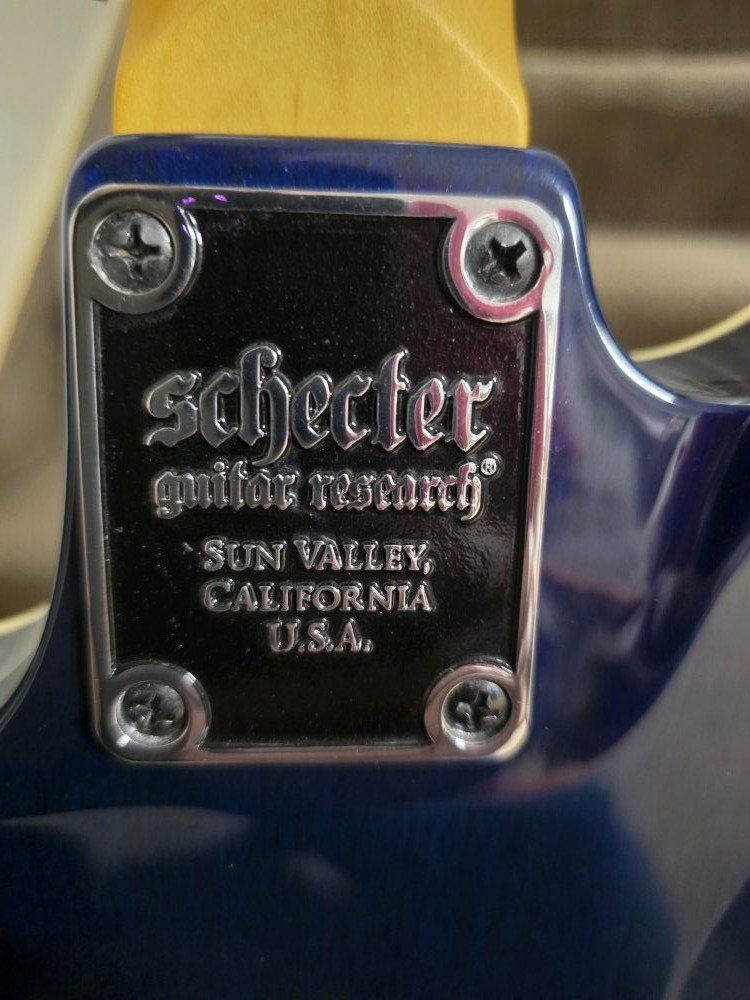 schecter
guitar research®
SUN VALLEY,
CALIFORNIA
U.S.A.